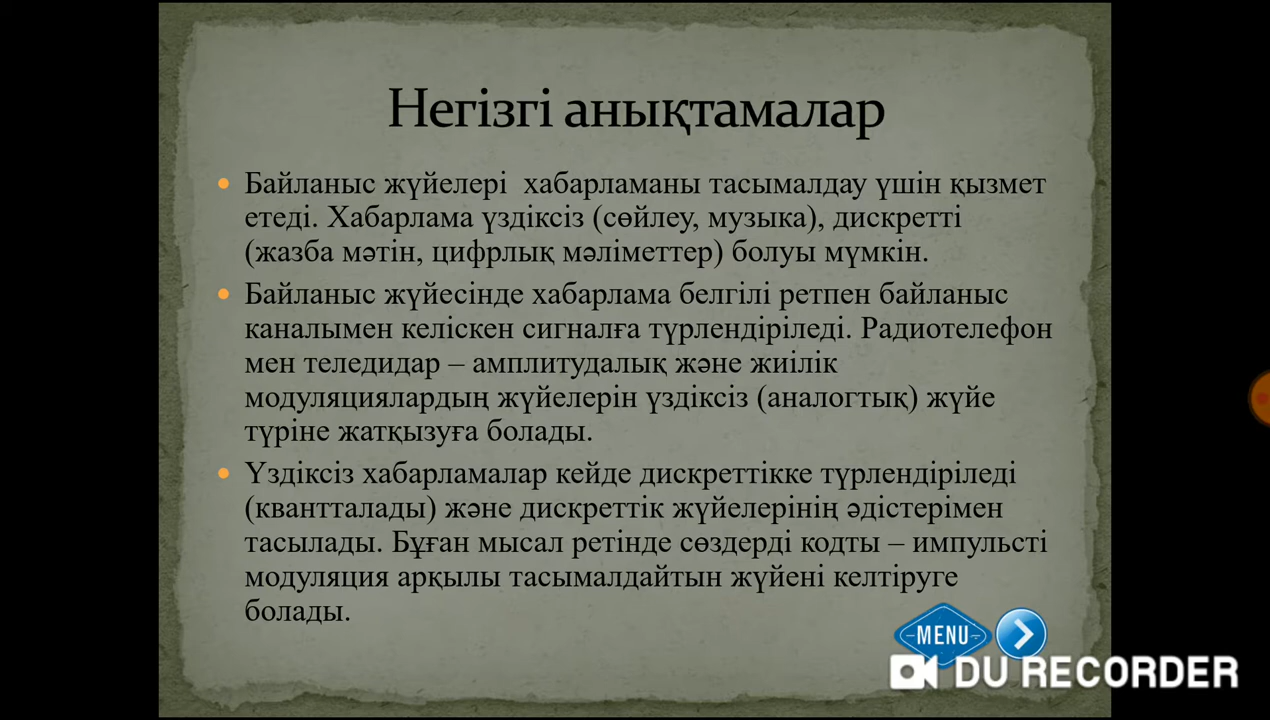 Негізгі анықтамалар
• Байланыс жүйелері хабарламаны тасымалдау үшін қызмет
етеді. Хабарлама үздіксіз (сөйлеу, музыка), дискретті
(жазба мәтін, цифрлық мәліметтер) болуы мүмкін.
• Байланыс жүйесінде хабарлама белгілі ретпен байланыс
каналымен келіскен сигналға түрлендіріледі. Радиотелефон
мен теледидар – амплитудалық және жиілік
модуляциялардың жүйелерін үздіксіз (аналогтық) жүйе
түріне жатқызуға болады.
• Үздіксіз хабарламалар кейде дискреттікке түрлендіріледі
(квантталады) және дискреттік жүйелерінің әдістерімен
тасылады. Бұған мысал ретінде сөздерді кодты – импульсті
модуляция арқылы тасымалдайтын жүйені келтіруге
болады.
MENU
DU RECORDER